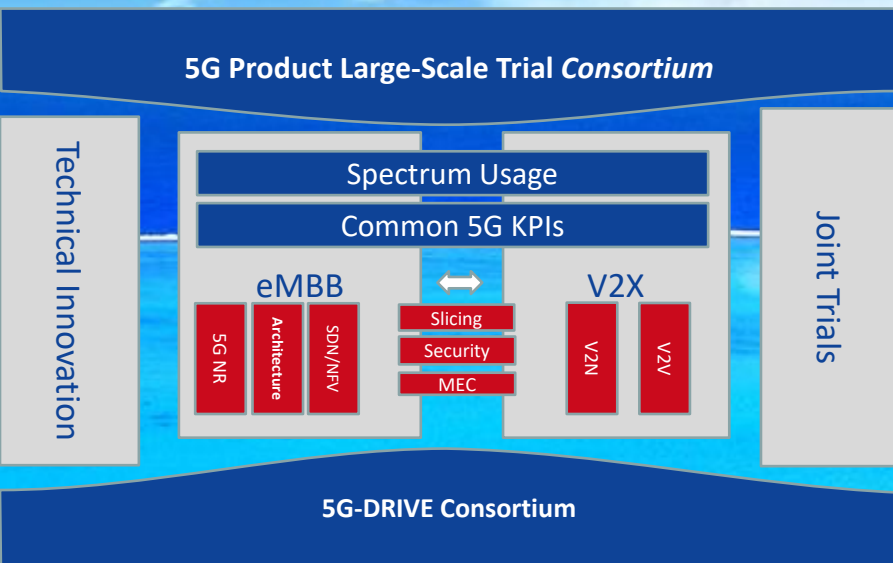 5G Product Large-Scale Trial Consortium
Technical Innovation
Spectrum Usage
Common 5G KPIs
eMBB
V2X
5G NR
Architecture
SDN/NFV
Slicing
Security
MEC
V2N
V2V
Joint Trials
5G-DRIVE Consortium